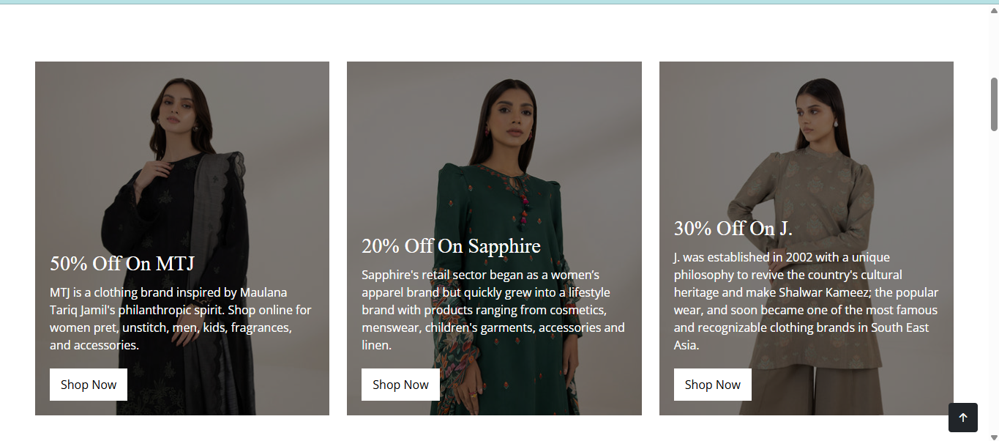 50% Off On MTJ
MTJ is a clothing brand inspired by Maulana
Tariq Jamil's philanthropic spirit. Shop online for
women pret, unstitch, men, kids, fragrances,
and accessories.
Shop Now
20% Off On Sapphire
Sapphire's retail sector began as a women’s
apparel brand but quickly grew into a lifestyle
brand with products ranging from cosmetics,
menswear, children's garments, accessories and
linen.
Shop Now
30% Off On J.
J. was established in 2002 with a unique
philosophy to revive the country's cultural
heritage and make Shalwar Kameez; the popular
wear, and soon became one of the most famous
and recognizable clothing brands in South East
Asia.
Shop Now